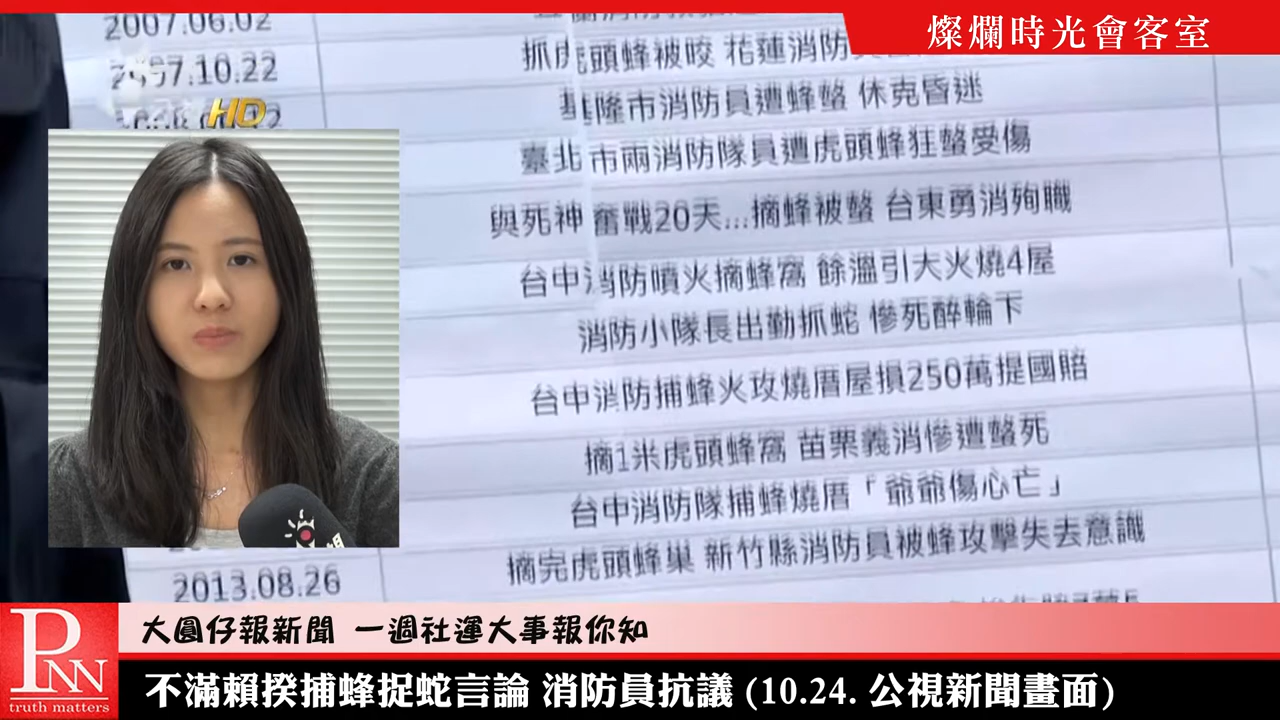 燦爛時光會客室
2007.06.02
2007.10.22
HD
抓虎頭蜂被咬 花蓮消防
基隆市消防員遭蜂螫 休克昏迷
臺北市兩消防隊員遭虎頭蜂狂螫受傷
與死神奮戰20天...摘蜂被螫 台東勇消殉職
台中消防噴火摘蜂窩 餘溫引大火燒4屋
消防小隊長出勤抓蛇 慘死醉輪下
台中消防捕蜂火攻燒厝屋損250萬提國賠
摘1米虎頭蜂窩 苗栗義消慘遭螫死
台中消防隊捕蜂燒厝「爺爺傷心亡」
摘完虎頭蜂巢 新竹縣消防員被蜂攻擊失去意識
2013.08.26
PNN
truth matters
大圓仔報新聞 一週社運大事報你知
不滿賴揆捕蜂捉蛇言論 消防員抗議 (10.24. 公視新聞畫面)